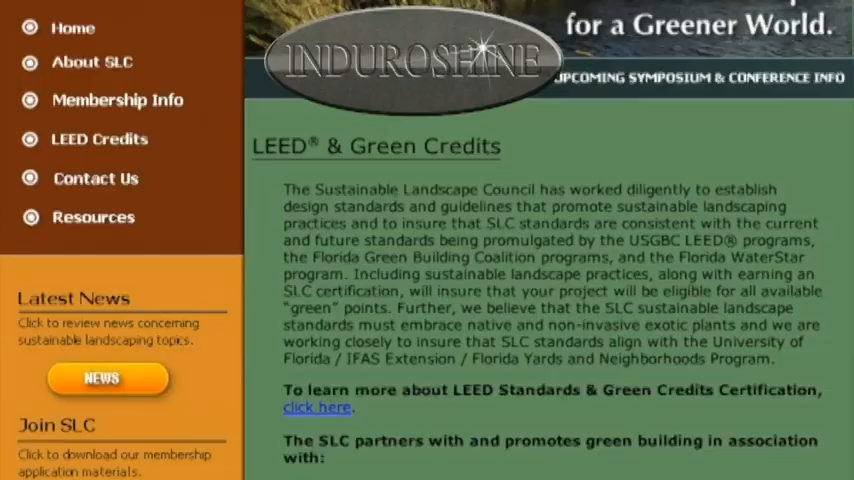 Home
About SLC
Membership Info
LEED Credits
Contact Us
Resources
Latest News
Click to review news concerning
sustainable landscaping topics.
NEWS
Join SLC
Click to download our membership
application materials.
for a Greener World.
INDUROSHINE
UPCOMING SYMPOSIUM & CONFERENCE INFO
LEED® & Green Credits
The Sustainable Landscape Council has worked diligently to establish
design standards and guidelines that promote sustainable landscaping
practices and to insure that SLC standards are consistent with the current
and future standards being promulgated by the USGBC LEED® programs,
the Florida Green Building Coalition programs, and the Florida WaterStar
program. Including sustainable landscape practices, along with earning an
SLC certification, will insure that your project will be eligible for all available
“green” points. Further, we believe that the SLC sustainable landscape
standards must embrace native and non-invasive exotic plants and we are
working closely to insure that SLC standards align with the University of
Florida / IFAS Extension / Florida Yards and Neighborhoods Program.
To learn more about LEED Standards & Green Credits Certification,
click here.
The SLC partners with and promotes green building in association
with: